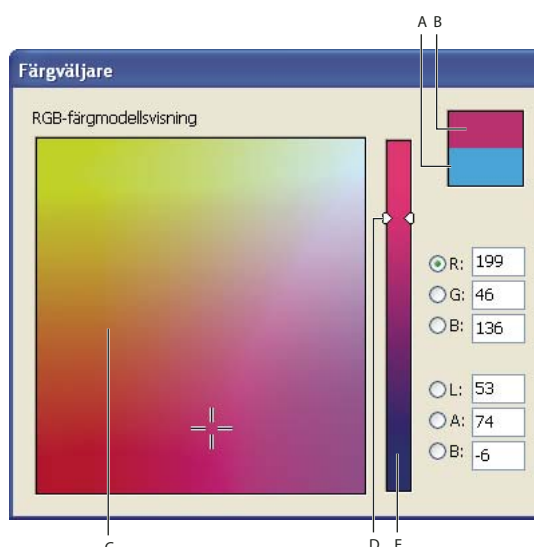 A B
Färgväljare
RGB-färgmodellsvisning
R: 199
G: 46
B: 136
L: 53
A: 74
B: -6
C D E